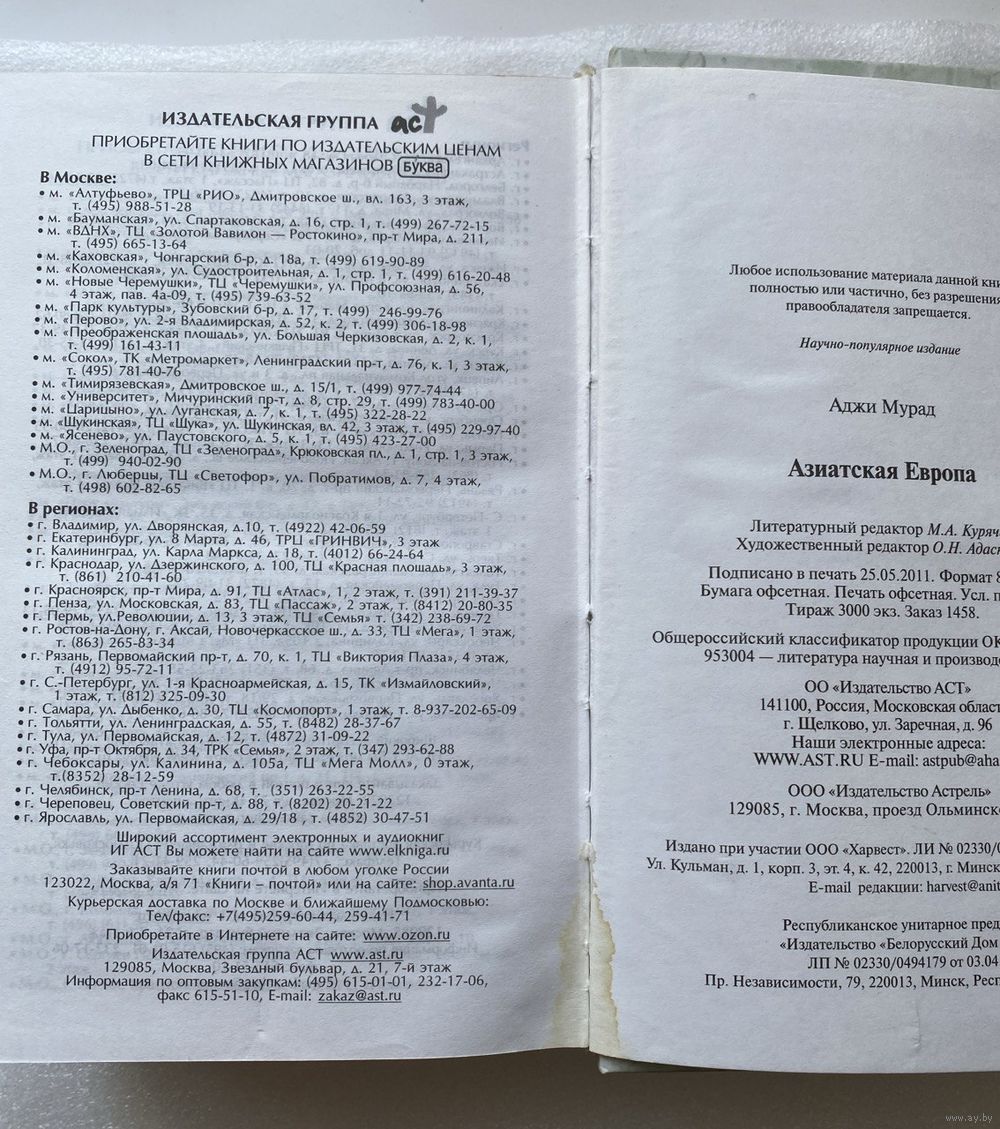 ИЗДАТЕЛЬСКАЯ ГРУППА аст
ПРИОБРЕТАЙТЕ КНИГИ ПО ИЗДАТЕЛЬСКИМ ЦЕНАМ
В СЕТИ КНИЖНЫХ МАГАЗИНОВ Буква
В Москве:
• м. «Алтуфьево», ТРЦ «РИО», Дмитровское ш., вл. 163, 3 этаж,
т. (495) 988-51-28
• м. «Бауманская», ул. Спартаковская, д. 16, стр. 1, т. (499) 267-72-15
• м. «ВДНХ», ТЦ «Золотой Вавилон — Ростокино», пр-т Мира, д. 211,
т. (495) 665-13-64
• м. «Каховская», Чонгарский б-р, д. 18а, т. (499) 619-90-89
• м. «Коломенская», ул. Судостроительная, д. 1, стр. 1, т. (499) 616-20-48
• м. «Новые Черемушки», ТЦ «Черемушки», ул. Профсоюзная, д. 56,
4 этаж, пав. 4а-09, т. (495) 739-63-52
• м. «Парк культуры», Зубовский б-р, д. 17, т. (499) 246-99-76
• м. «Перово», ул. 2-я Владимирская, д. 52, к. 2, т. (499) 306-18-98
• м. «Преображенская площадь», ул. Большая Черкизовская, д. 2, к. 1,
т. (499) 161-43-11
• м. «Сокол», ТК «Метромаркет», Ленинградский пр-т, д. 76, к. 1, 3 этаж,
т. (495) 781-40-76
• м. «Тимирязевская», Дмитровское ш., д. 15/1, т. (499) 977-74-44
• м. «Университет», Мичуринский пр-т, д. 8, стр. 29, т. (499) 783-40-00
• м. «Царицыно», ул. Луганская, д. 7, к. 1, т. (495) 322-28-22
• м. «Щукинская», ТЦ «Щука», ул. Щукинская, вл. 42, 3 этаж, т. (495) 229-97-40
• м. «Ясенево», ул. Паустовского, д. 5, к. 1, т. (495) 423-27-00
• М.О., г. Зеленоград, ТЦ «Зеленоград», Крюковская пл., д. 1, стр. 1, 3 этаж,
т. (499) 940-02-90
• М.О., г. Люберцы, ТЦ «Светофор», ул. Побратимов, д. 7, 4 этаж,
т. (498) 602-82-65
В регионах:
• г. Владимир, ул. Дворянская, д.10, т. (4922) 42-06-59
• г. Екатеринбург, ул. 8 Марта, д. 46, ТРЦ «ГРИНВИЧ», 3 этаж
• г. Калининград, ул. Карла Маркса, д. 18, т. (4012) 66-24-64
• г. Краснодар, ул. Дзержинского, д. 100, ТЦ «Красная площадь», 3 этаж,
т. (861) 210-41-60
• г. Красноярск, пр-т Мира, д. 91, ТЦ «Атлас», 1, 2 этаж, т. (391) 211-39-37
• г. Пенза, ул. Московская, д. 83, ТЦ «Пассаж», 2 этаж, т. (8412) 20-80-35
• г. Пермь, ул.Революции, д. 13, 3 этаж, ТЦ «Семья» т. (342) 238-69-72
• г. Ростов-на-Дону, г. Аксай, Новочеркасское ш., д. 33, ТЦ «Мега», 1 этаж,
т. (863) 265-83-34
• г. Рязань, Первомайский пр-т, д. 70, к. 1, ТЦ «Виктория Плаза», 4 этаж,
т. (4912) 95-72-11
• г. С.-Петербург, ул. 1-я Красноармейская, д. 15, ТК «Измайловский»,
1 этаж, т. (812) 325-09-30
• г. Самара, ул. Дыбенко, д. 30, ТЦ «Космопорт», 1 этаж, т. 8-937-202-65-09
• г. Тольятти, ул. Ленинградская, д. 55, т. (8482) 28-37-67
• г. Тула, ул. Первомайская, д. 12, т. (4872) 31-09-22
• г. Уфа, пр-т Октября, д. 34, ТРК «Семья», 2 этаж, т. (347) 293-62-88
• г. Чебоксары, ул. Калинина, д. 105а, ТЦ «Мега Молл», 0 этаж,
т.(8352) 28-12-59
• г. Челябинск, пр-т Ленина, д. 68, т. (351) 263-22-55
• г. Череповец, Советский пр-т, д. 88, т. (8202) 20-21-22
• г. Ярославль, ул. Первомайская, д. 29/18 , т. (4852) 30-47-51
Широкий ассортимент электронных и аудиокниг
ИГ АСТ Вы можете найти на сайте www.elkniga.ru
Заказывайте книги почтой в любом уголке России
123022, Москва, а/я 71 «Книги – почтой» или на сайте: shop.avanta.ru
Курьерская доставка по Москве и ближайшему Подмосковью:
Тел/факс: +7(495)259-60-44, 259-41-71
Приобретайте в Интернете на сайте: www.ozon.ru
Издательская группа АСТ www.ast.ru
129085, Москва, Звездный бульвар, д. 21, 7-й этаж
Информация по оптовым закупкам: (495) 615-01-01, 232-17-06,
факс 615-51-10, E-mail: zakaz@ast.ru
Любое использование материала данной кни
полностью или частично, без разрешения
правообладателя запрещается.
Научно-популярное издание
Аджи Мурад
Азиатская Европа
Литературный редактор М.А. Куряч
Художественный редактор О.Н. Адас
Подписано в печать 25.05.2011. Формат 8
Бумага офсетная. Печать офсетная. Усл. п
Тираж 3000 экз. Заказ 1458.
Общероссийский классификатор продукции ОК
953004 — литература научная и производ
ОО «Издательство АСТ»
141100, Россия, Московская област
г. Щелково, ул. Заречная, д. 96
Наши электронные адреса:
WWW.AST.RU E-mail: astpub@aha
ООО «Издательство Астрель»
129085, г. Москва, проезд Ольминск
Издано при участии ООО «Харвест». ЛИ № 02330/0
Ул. Кульман, д. 1, корп. 3, эт. 4, к. 42, 220013, г. Минск
E-mail редакции: harvest@anit
Республиканское унитарное пред
«Издательство «Белорусский Дом
ЛП № 02330/0494179 от 03.04
Пр. Независимости, 79, 220013, Минск, Респ
www.ay.by